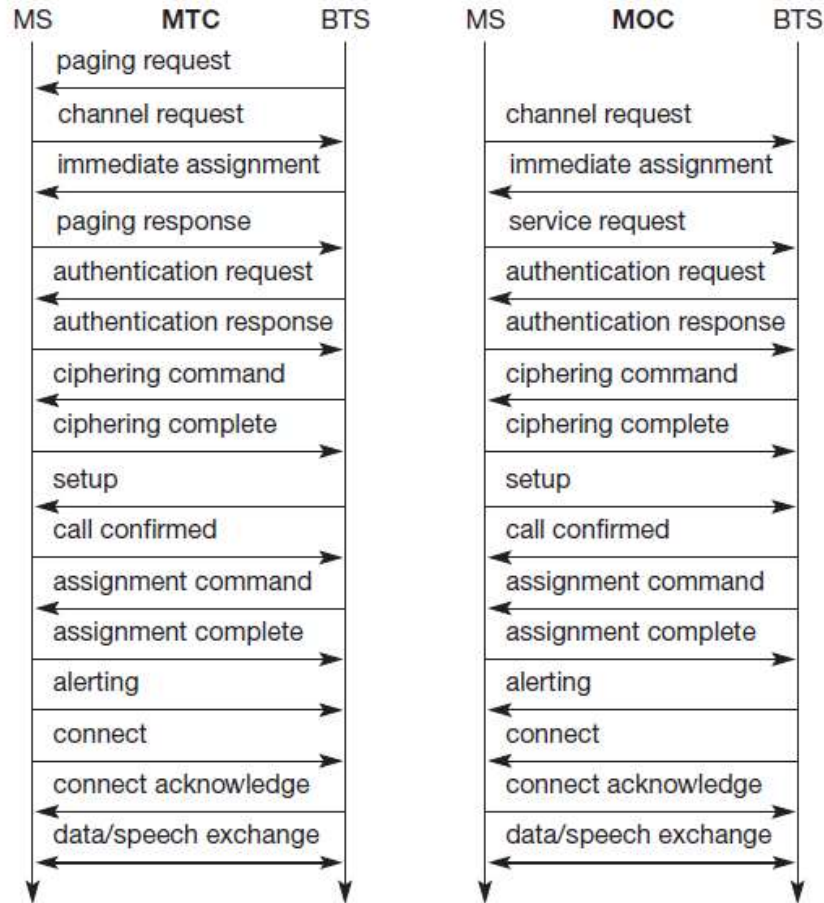 MS MTC BTS MS MOC BTS
paging request
channel request channel request
immediate assignment immediate assignment
paging response service request
authentication request authentication request
authentication response authentication response
ciphering command ciphering command
ciphering complete ciphering complete
setup setup
call confirmed call confirmed
assignment command assignment command
assignment complete assignment complete
alerting alerting
connect connect
connect acknowledge connect acknowledge
data/speech exchange data/speech exchange